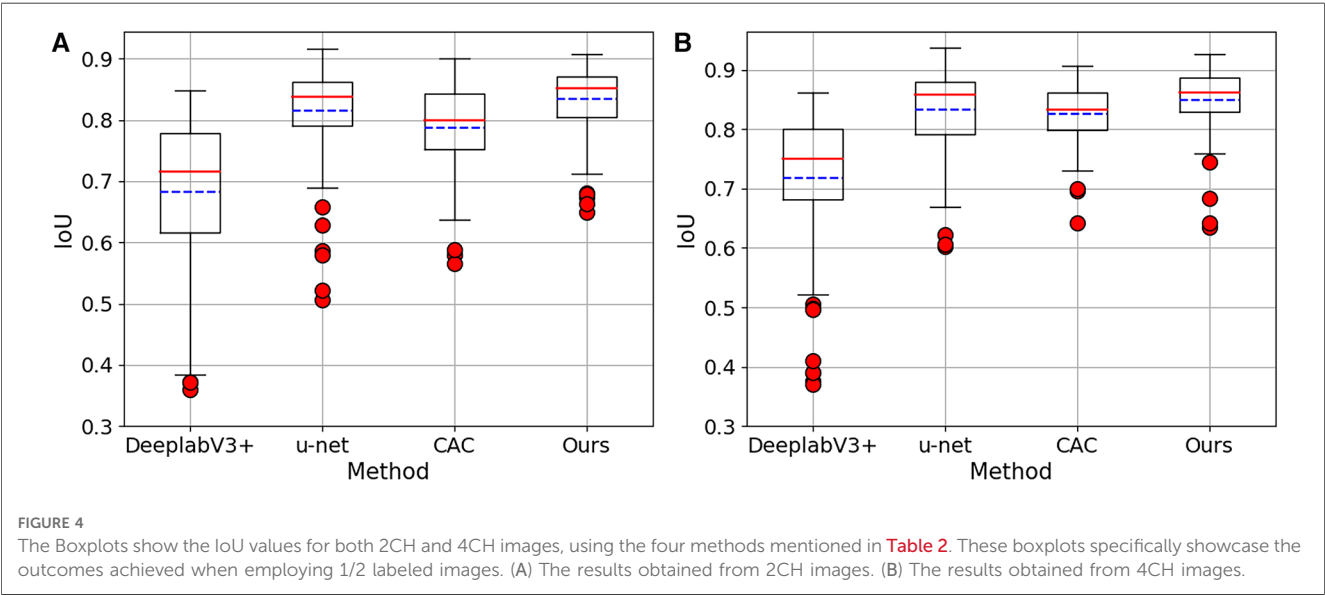 A
0.9
0.8
0.7
0.6
0.5
0.4
0.3
IoU
DeeplabV3+ u-net CAC Ours
Method
B
0.9
0.8
0.7
0.6
0.5
0.4
0.3
IoU
DeeplabV3+ u-net CAC Ours
Method
FIGURE 4
The Boxplots show the IoU values for both 2CH and 4CH images, using the four methods mentioned in Table 2. These boxplots specifically showcase the
outcomes achieved when employing 1/2 labeled images. (A) The results obtained from 2CH images. (B) The results obtained from 4CH images.